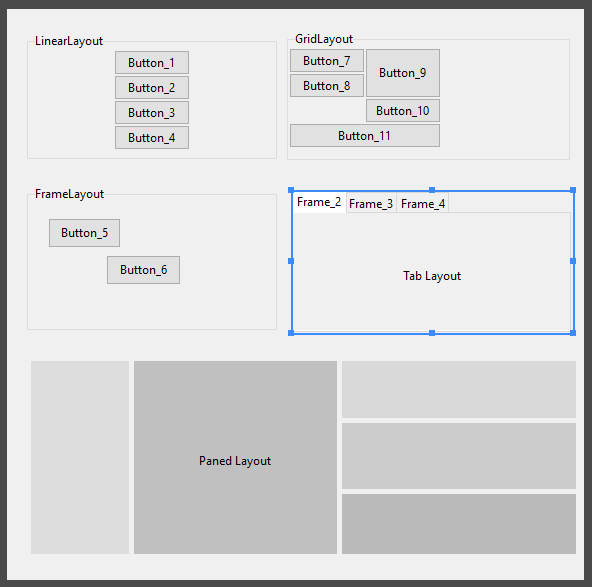 LinearLayout
Button_1
Button_2
Button_3
Button_4
GridLayout
Button_7
Button_9
Button_8
Button_10
Button_11
FrameLayout
Button_5
Button_6
Frame_2 Frame_3 Frame_4
Tab Layout
Paned Layout